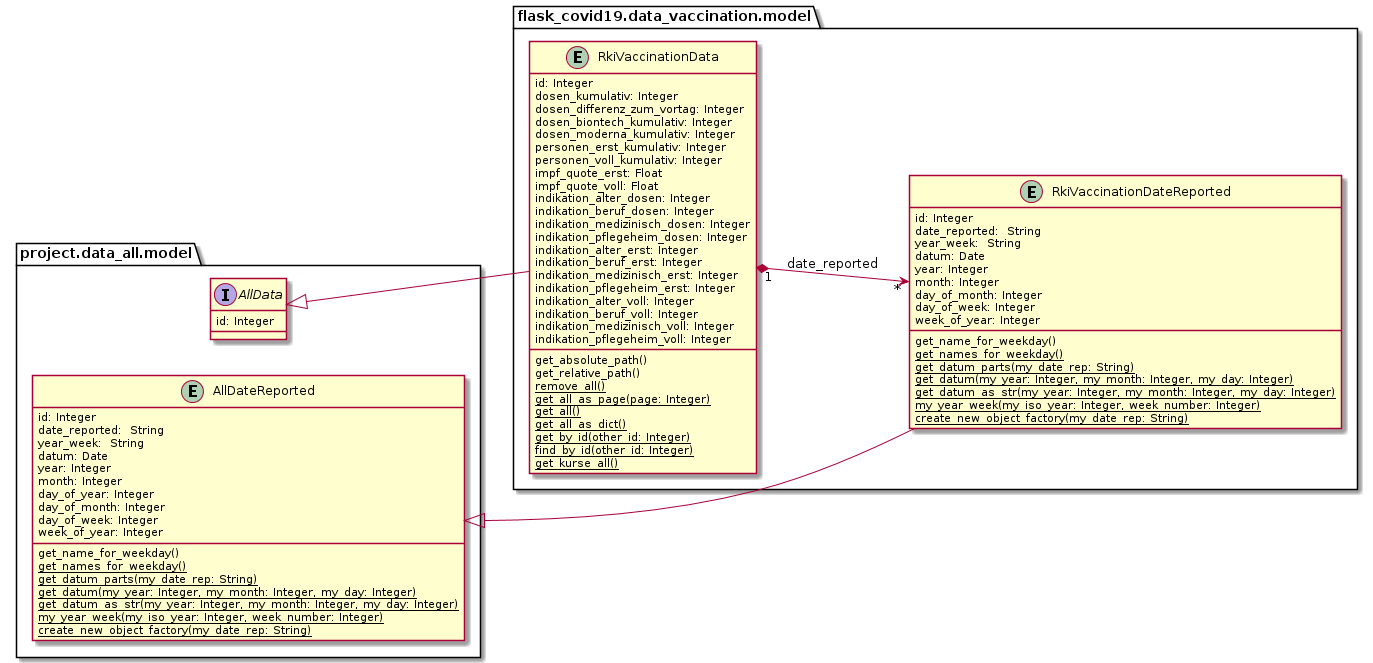 flask_covid19.data_vaccination.model
E RkiVaccinationData
id: Integer
dosen_kumulativ: Integer
dosen_differenz_zum_vortag: Integer
dosen_biontech_kumulativ: Integer
dosen_moderna_kumulativ: Integer
personen_erst_kumulativ: Integer
personen_voll_kumulativ: Integer
impf_quote_erst: Float
impf_quote_voll: Float
indikation_alter_dosen: Integer
indikation_beruf_dosen: Integer
indikation_medizinisch_dosen: Integer
indikation_pflegeheim_dosen: Integer
indikation_alter_erst: Integer
indikation_beruf_erst: Integer
indikation_medizinisch_erst: Integer
indikation_pflegeheim_erst: Integer
indikation_alter_voll: Integer
indikation_beruf_voll: Integer
indikation_medizinisch_voll: Integer
indikation_pflegeheim_voll: Integer
get_absolute_path()
get_relative_path()
remove_all()
get_all_as_page(page: Integer)
get_all()
get_all_as_dict()
get_by_id(other_id: Integer)
find_by_id(other_id: Integer)
get_kurse_all()
date_reported
1
*
E RkiVaccinationDateReported
id: Integer
date_reported: String
year_week: String
datum: Date
year: Integer
month: Integer
day_of_month: Integer
day_of_week: Integer
week_of_year: Integer
get_name_for_weekday()
get_names_for_weekday()
get_datum_parts(my_date_rep: String)
get_datum(my_year: Integer, my_month: Integer, my_day: Integer)
get_datum_as_str(my_year: Integer, my_month: Integer, my_day: Integer)
my_year_week(my_iso_year: Integer, week_number: Integer)
create_new_object_factory(my_date_rep: String)
project.data_all.model
I AllData
id: Integer
E AllDateReported
id: Integer
date_reported: String
year_week: String
datum: Date
year: Integer
month: Integer
day_of_year: Integer
day_of_month: Integer
day_of_week: Integer
week_of_year: Integer
get_name_for_weekday()
get_names_for_weekday()
get_datum_parts(my_date_rep: String)
get_datum(my_year: Integer, my_month: Integer, my_day: Integer)
get_datum_as_str(my_year: Integer, my_month: Integer, my_day: Integer)
my_year_week(my_iso_year: Integer, week_number: Integer)
create_new_object_factory(my_date_rep: String)